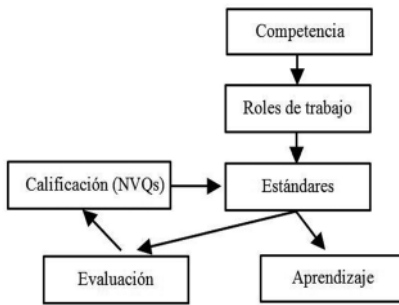 Competencia
Roles de trabajo
Calificación (NVQs)
Estándares
Evaluación
Aprendizaje